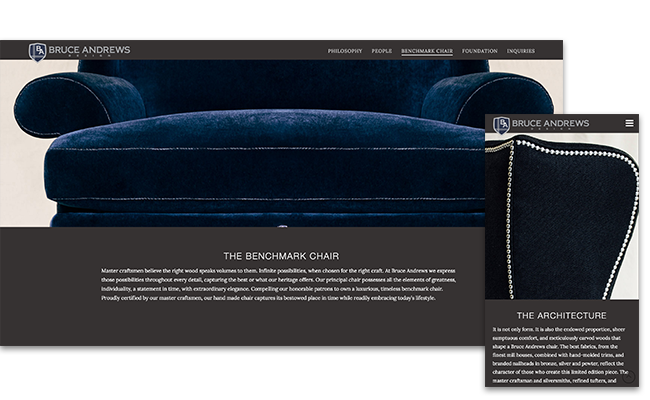 BRUCE ANDREWS
DESIGN
PHILOSOPHY PEOPLE BENCHMARK CHAIR FOUNDATION INQUIRIES
THE BENCHMARK CHAIR
Master craftsmen believe the right wood speaks volumes to them. Infinite possibilities, when chosen for the right craft. At Bruce Andrews we express
those possibilities throughout every detail, capturing the best or what our heritage offers. Our principal chair possesses all the elements of greatness,
individuality, a statement in time, with extraordinary elegance. Compelling our honorable patrons to own a luxurious, timeless benchmark chair.
Proudly certified by our master craftsmen, our hand made chair captures its bestowed place in time while readily embracing today's lifestyle.
BRUCE ANDREWS
DESIGN
THE ARCHITECTURE
It is not only form. It is also the endowed proportion, sheer
sumptuous comfort, and meticulously carved woods that
shape a Bruce Andrews chair. The best fabrics, from the
finest mill houses, combined with hand-molded trims, and
branded nailheads in bronze, silver and pewter, reflect the
character of those who create this limited edition piece. The
master craftsman and silversmiths, refined tufters, and